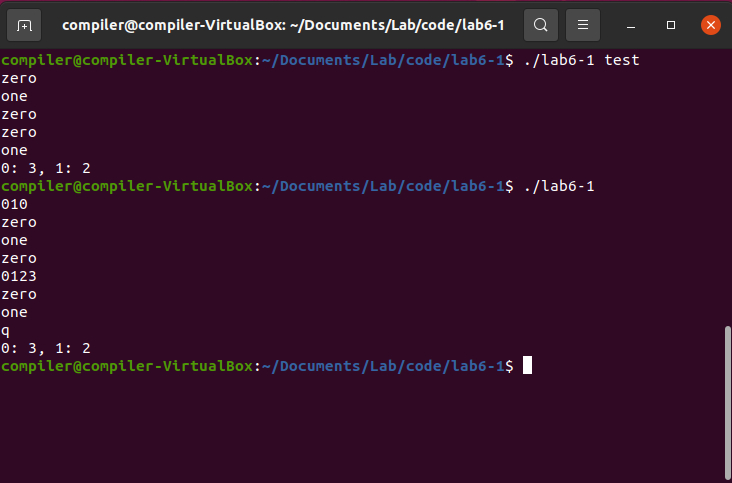 compiler@compiler-VirtualBox: ~/Documents/Lab/code/lab6-1
compiler@compiler-VirtualBox:~/Documents/Lab/code/lab6-1$ ./lab6-1 test
zero
one
zero
zero
one
0: 3, 1: 2
compiler@compiler-VirtualBox:~/Documents/Lab/code/lab6-1$ ./lab6-1
010
zero
one
zero
0123
zero
one
q
0: 3, 1: 2
compiler@compiler-VirtualBox:~/Documents/Lab/code/lab6-1$